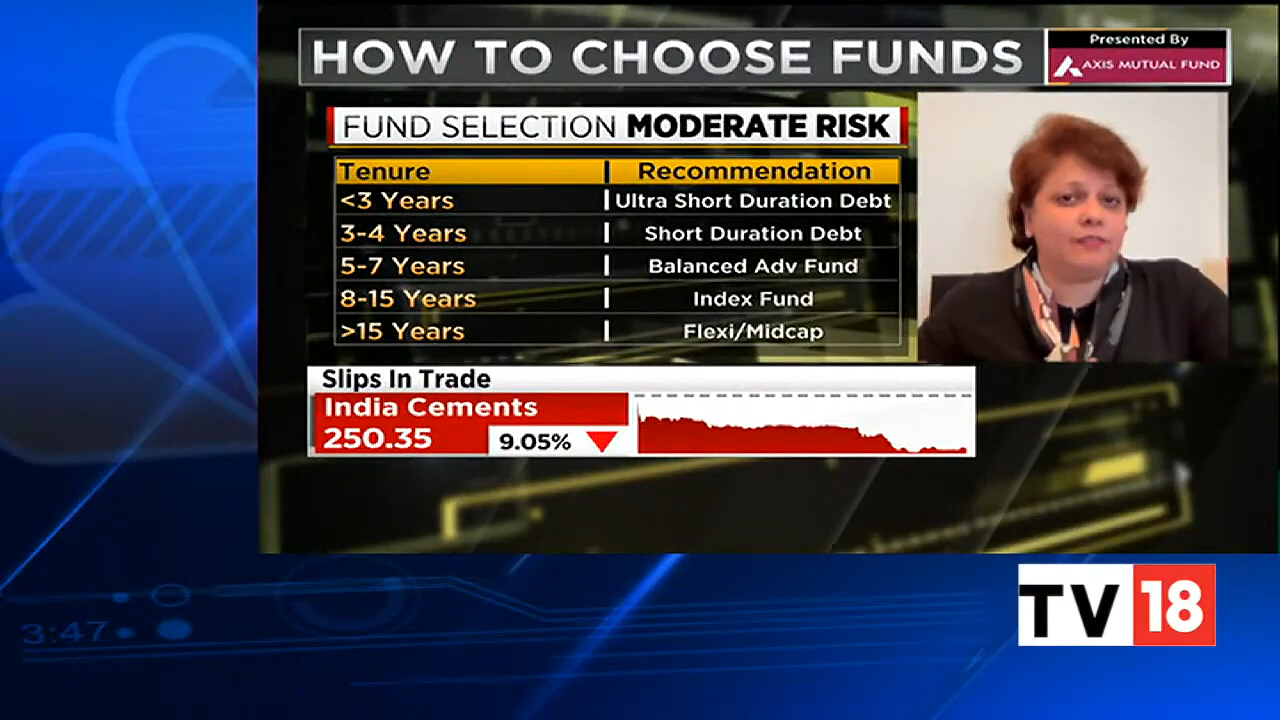 HOW TO CHOOSE FUNDS
Presented By
AXIS MUTUAL FUND
FUND SELECTION MODERATE RISK
Tenure Recommendation
<3 Years Ultra Short Duration Debt
3-4 Years Short Duration Debt
5-7 Years Balanced Adv Fund
8-15 Years Index Fund
>15 Years Flexi/Midcap
Slips In Trade
India Cements
250.35 9.05%
3:47
TV18